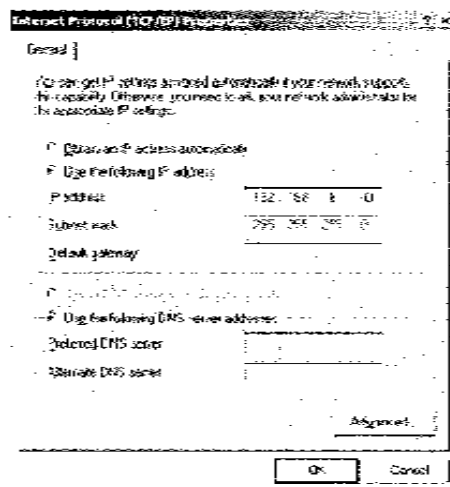 Internet Protocol (TCP/IP) Properties
General
You can get IP settings assigned automatically if your network supports
this capability. Otherwise, you need to ask your network administrator for
the appropriate IP settings.
Obtain an IP address automatically
Use the following IP address
IP address
192 . 168
Subnet mask
255 255 255 0
Default gateway
Use the following DNS server addresses
Preferred DNS server
Alternate DNS server
Advanced
OK
Cancel